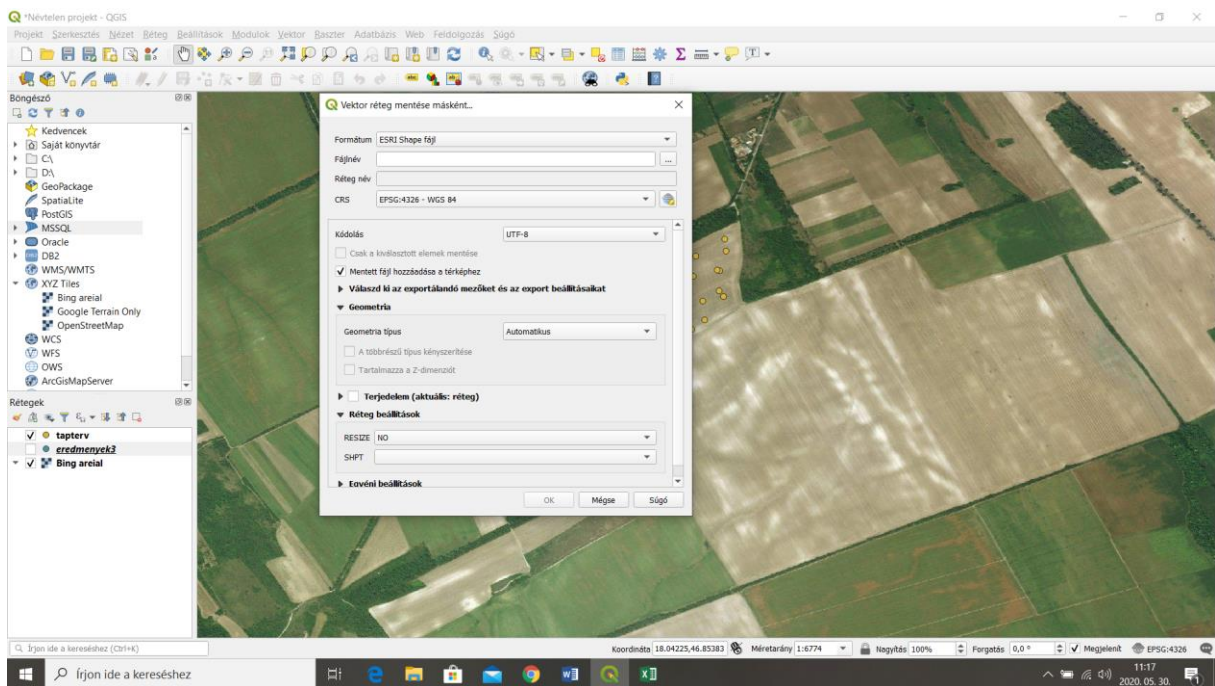 *Névtelen projekt - QGIS
Projekt Szerkesztés Nézet Réteg Beállítások Modulok Vektor Raszter Adatbázis Web Feldolgozás Súgó
Böngésző
Kedvencek
Saját könyvtár
C:\
D:\
GeoPackage
SpatiaLite
PostGIS
MSSQL
Oracle
DB2
WMS/WMTS
XYZ Tiles
Bing areial
Google Terrain Only
OpenStreetMap
WCS
WFS
OWS
ArcGisMapServer
Rétegek
tapterv
eredmenyek3
Bing areial
Vektor réteg mentése másként...
Formátum ESRI Shape fájl
Fájlnév ...
Réteg név
CRS EPSG:4326 - WGS 84
Kódolás UTF-8
Csak a kiválasztott elemek mentése
Mentett fájl hozzáadása a térképhez
Válaszd ki az exportálandó mezőket és az export beállításaikat
Geometria
Geometria típus Automatikus
A többrészű típus kényszerítése
Tartalmazza a Z-dimenziót
Terjedelem (aktuális: réteg)
Réteg beállítások
RESIZE NO
SHPT
Egyéni beállítások
OK Mégse Súgó
Írjon ide a kereséshez (Ctrl+K)
Koordináta 18.04225,46.85383 Méretarány 1:6774 Nagyítás 100% Forgatás 0,0 ° Megjelenít EPSG:4326
Írjon ide a kereséshez
11:17
2020. 05. 30.